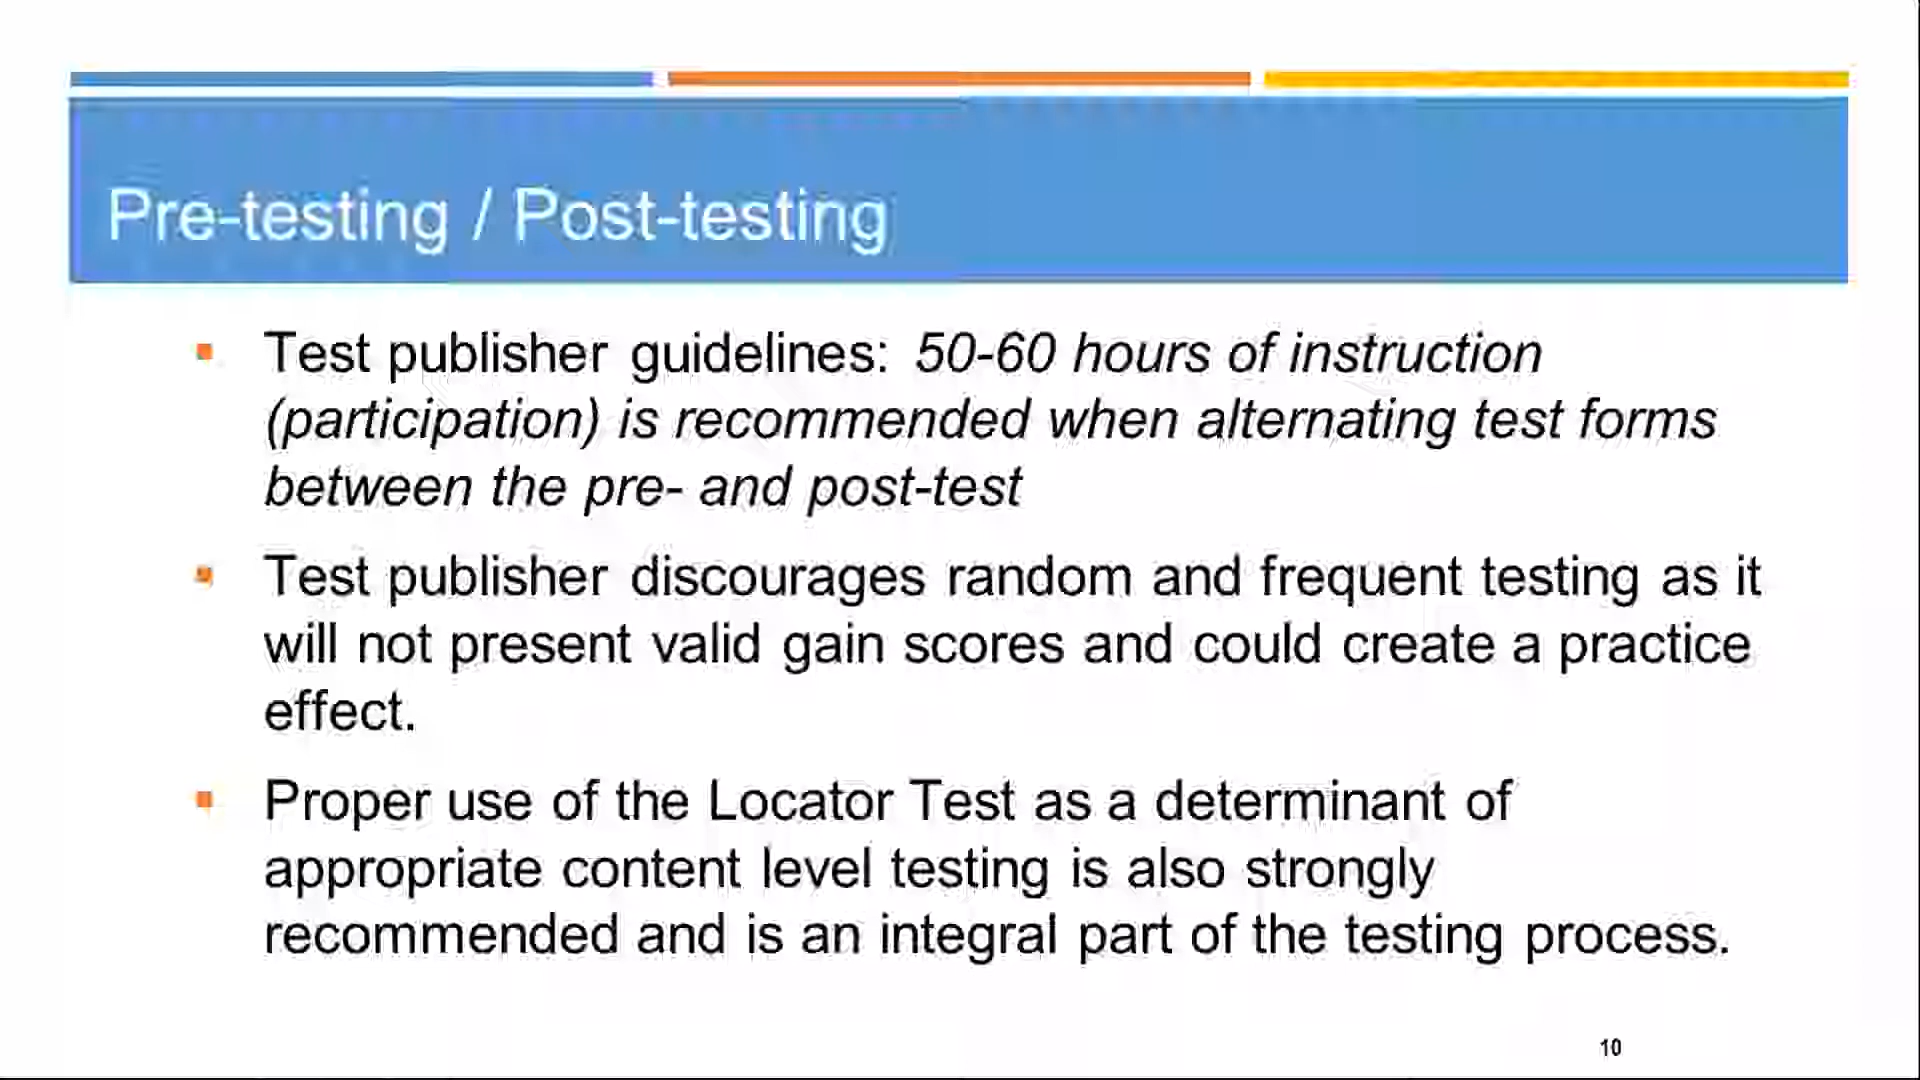 Pre-testing / Post-testing
Test publisher guidelines: 50-60 hours of instruction
(participation) is recommended when alternating test forms
between the pre- and post-test
Test publisher discourages random and frequent testing as it
will not present valid gain scores and could create a practice
effect.
Proper use of the Locator Test as a determinant of
appropriate content level testing is also strongly
recommended and is an integral part of the testing process.
10